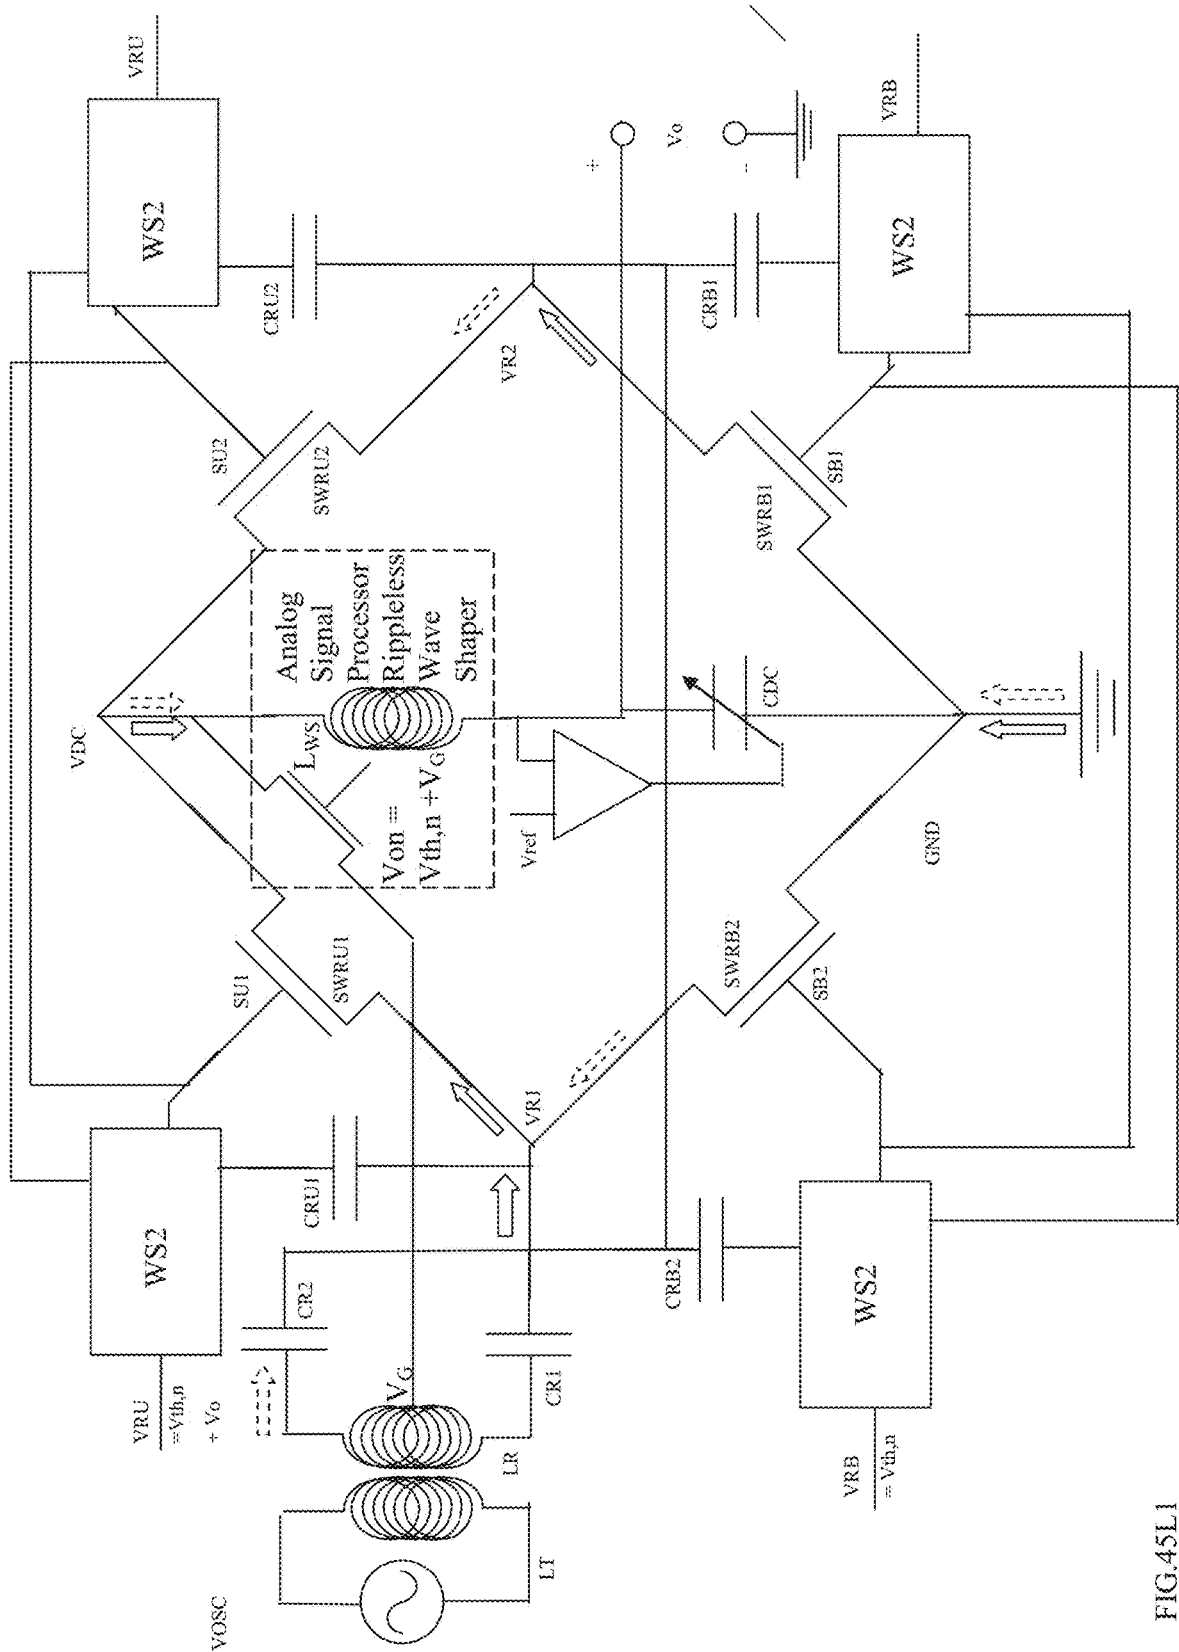 VOSC
LT
LR
VG
VRU
=Vth,n
+ Vo
CR2
CR1
WS2
CRU1
VRB
= Vth,n
WS2
CRB2
SU1
SWRU1
VR1
SB2
SWRB2
GND
VDC
LWS
Von =
Vth,n +VG
Analog
Signal
Processor
Rippleless
Wave
Shaper
Vref
CDC
SU2
SWRU2
VR2
SWRB1
SB1
WS2
CRU2
VRU
+
Vo
-
CRB1
WS2
VRB
FIG.45L1